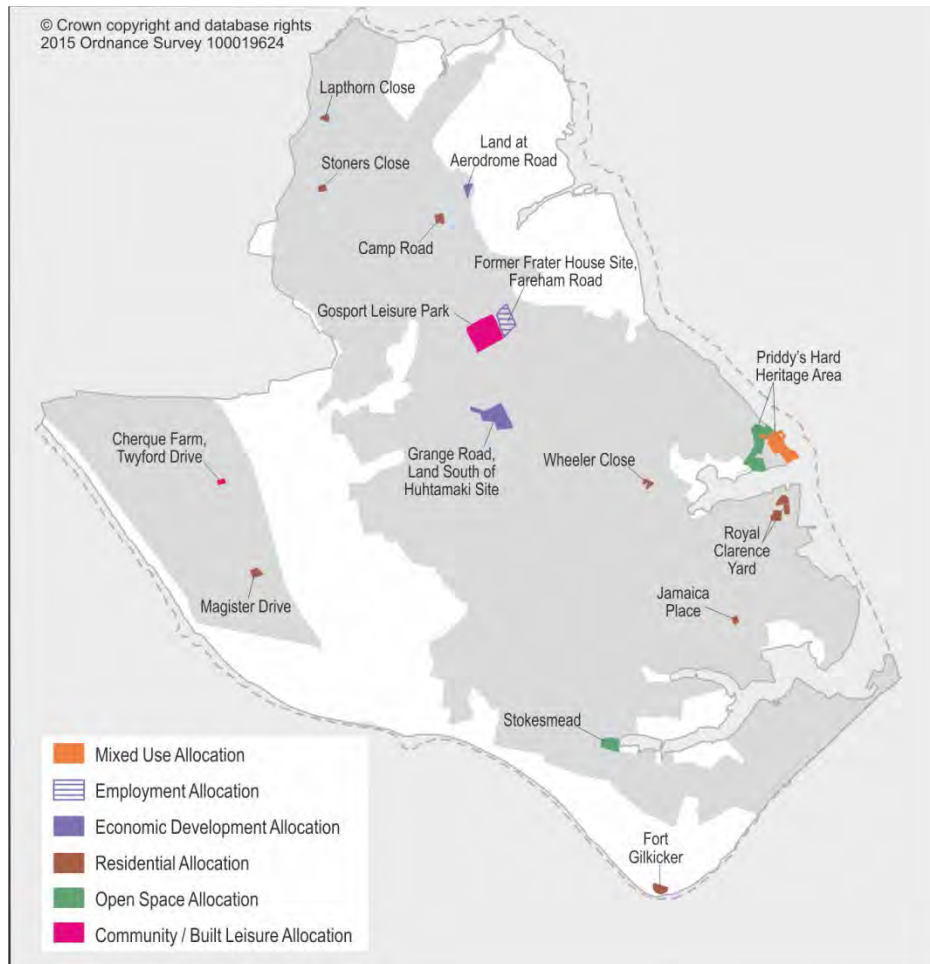 © Crown copyright and database rights
2015 Ordnance Survey 100019624
Lapthorn Close
Land at
Aerodrome Road
Stoners Close
Camp Road
Former Frater House Site,
Fareham Road
Gosport Leisure Park
Priddy's Hard
Heritage Area
Cherque Farm,
Twyford Drive
Grange Road,
Land South of
Huhtamaki Site
Wheeler Close
Royal
Clarence
Yard
Magister Drive
Jamaica
Place
Stokesmead
Fort
Gilkicker
Mixed Use Allocation
Employment Allocation
Economic Development Allocation
Residential Allocation
Open Space Allocation
Community / Built Leisure Allocation